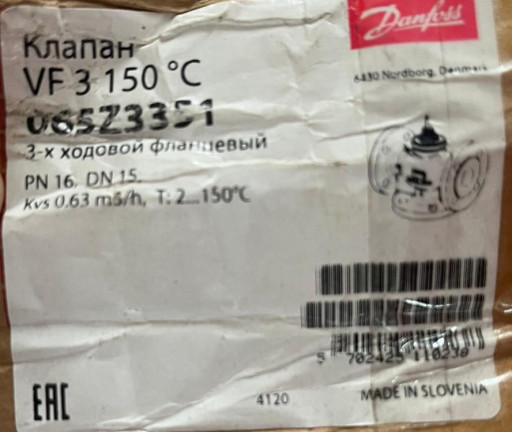 Danfoss
Клапан
VF 3 150 °C
065Z3351
6430 Nordborg, Denmark
3-х ходовой фланцевый
PN 16, DN 15,
kvs 0.63 m3/h, T: 2...150°C
5 702425 110238
EAC
4120
MADE IN SLOVENIA